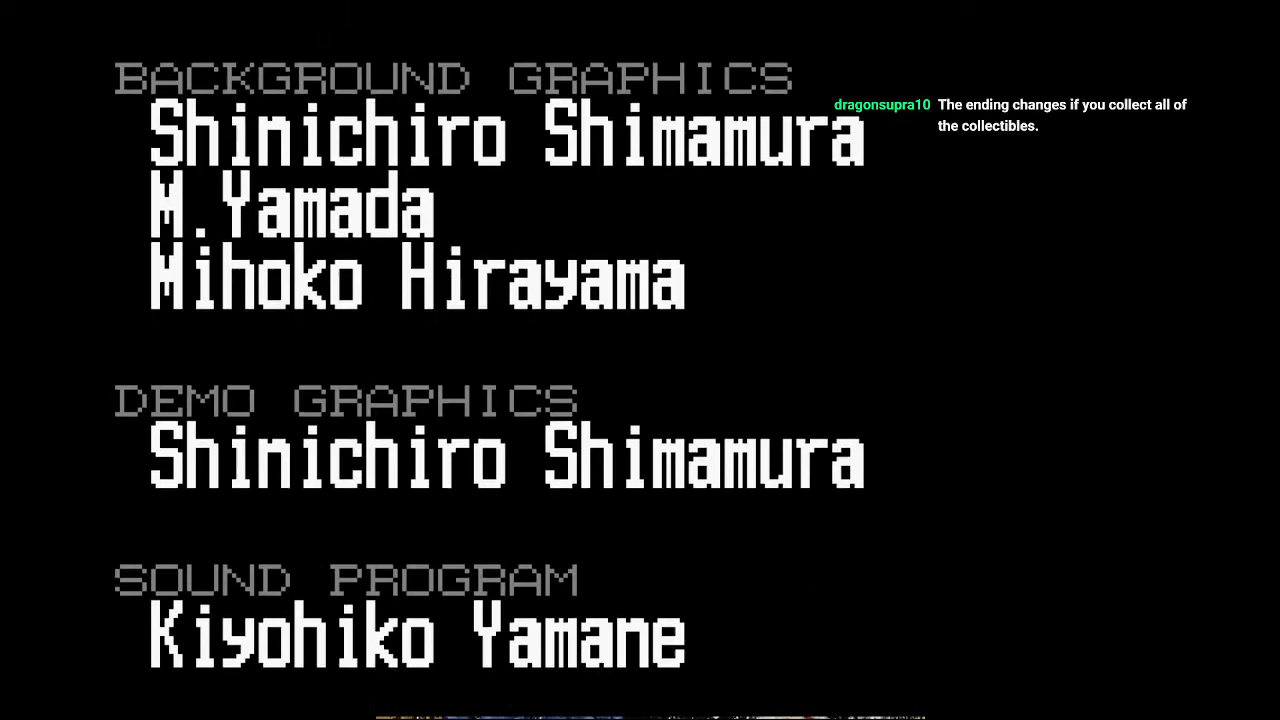 BACKGROUND GRAPHICS
Shinichiro Shimamura
M.Yamada
Mihoko Hirayama
dragonsupra10 The ending changes if you collect all of
the collectibles.
DEMO GRAPHICS
Shinichiro Shimamura
SOUND PROGRAM
Kiyohiko Yamane